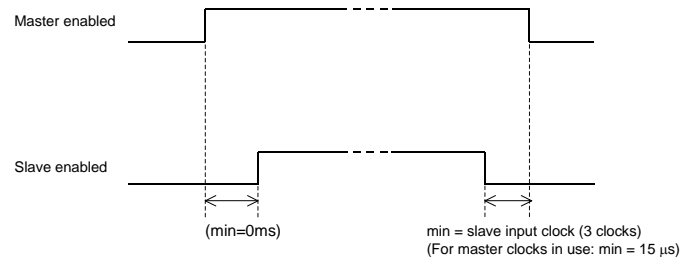 Master enabled
Slave enabled
(min=0ms)
min = slave input clock (3 clocks)
(For master clocks in use: min = 15 μs)